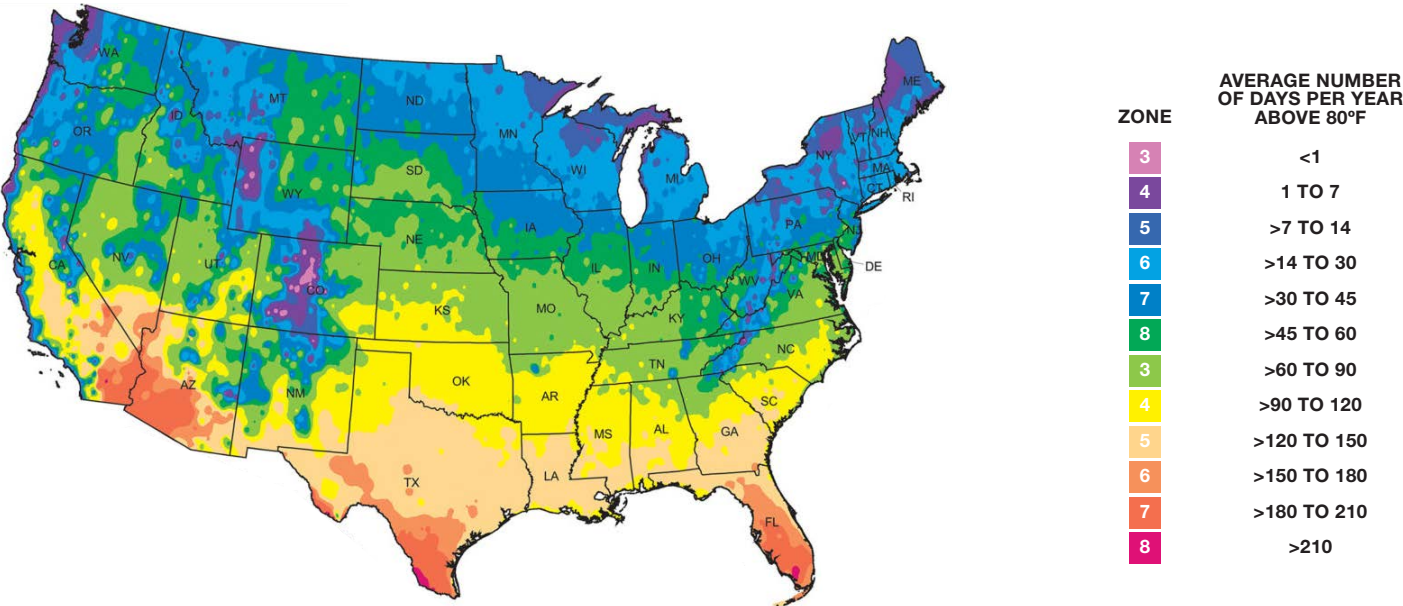 WA
OR
CA
NV
ID
MT
WY
UT
CO
AZ
NM
ND
SD
NE
KS
OK
TX
MN
IA
MO
AR
LA
WI
IL
MI
IN
OH
KY
TN
MS
AL
GA
FL
SC
NC
VA
WV
PA
NY
VT
NH
ME
MA
CT
RI
NJ
DE
MD
ZONE
AVERAGE NUMBER
OF DAYS PER YEAR
ABOVE 80ºF
3 <1
4 1 TO 7
5 >7 TO 14
6 >14 TO 30
7 >30 TO 45
8 >45 TO 60
3 >60 TO 90
4 >90 TO 120
5 >120 TO 150
6 >150 TO 180
7 >180 TO 210
8 >210